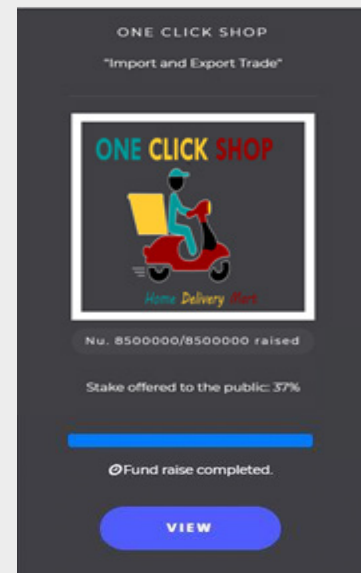 ONE CLICK SHOP
"Import and Export Trade"
ONE CLICK SHOP
Home Delivery Mart
Nu. 8500000/8500000 raised
Stake offered to the public: 37%
Fund raise completed.
VIEW